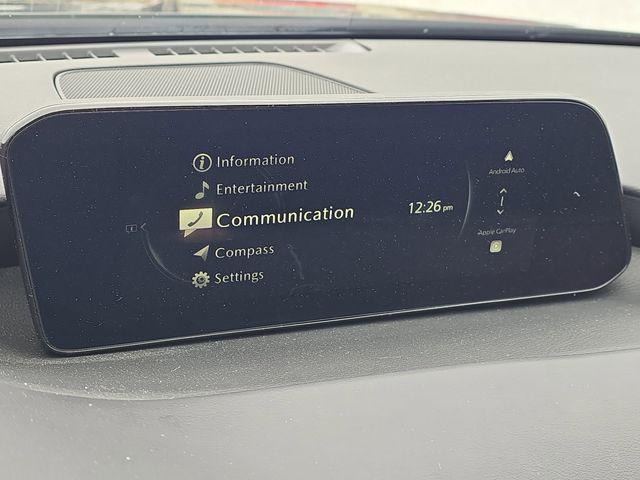 Information
Entertainment
Communication
Compass
Settings
12:26 pm
Android Auto
Apple CarPlay